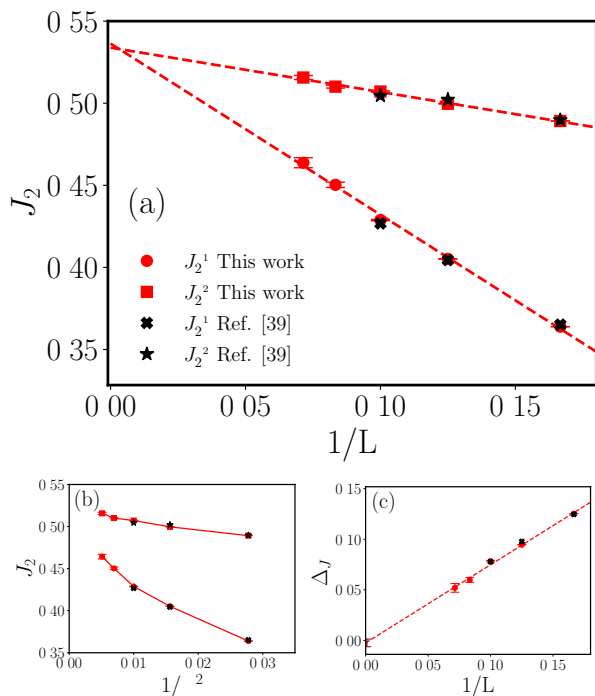 0 55
0 50
0 45
0 40
0 35
J₂
(a)
J₂¹ This work
J₂² This work
J₂¹ Ref. [39]
J₂² Ref. [39]
0 00 0 05 0 10 0 15
1/L
(b)
0 55
0 50
0 45
0 40
0 35
J₂
0 00 0 01 0 02 0 03
1/ ²
(c)
0 15
0 10
0 05
0 00
Δ_J
0 00 0 05 0 10 0 15
1/L